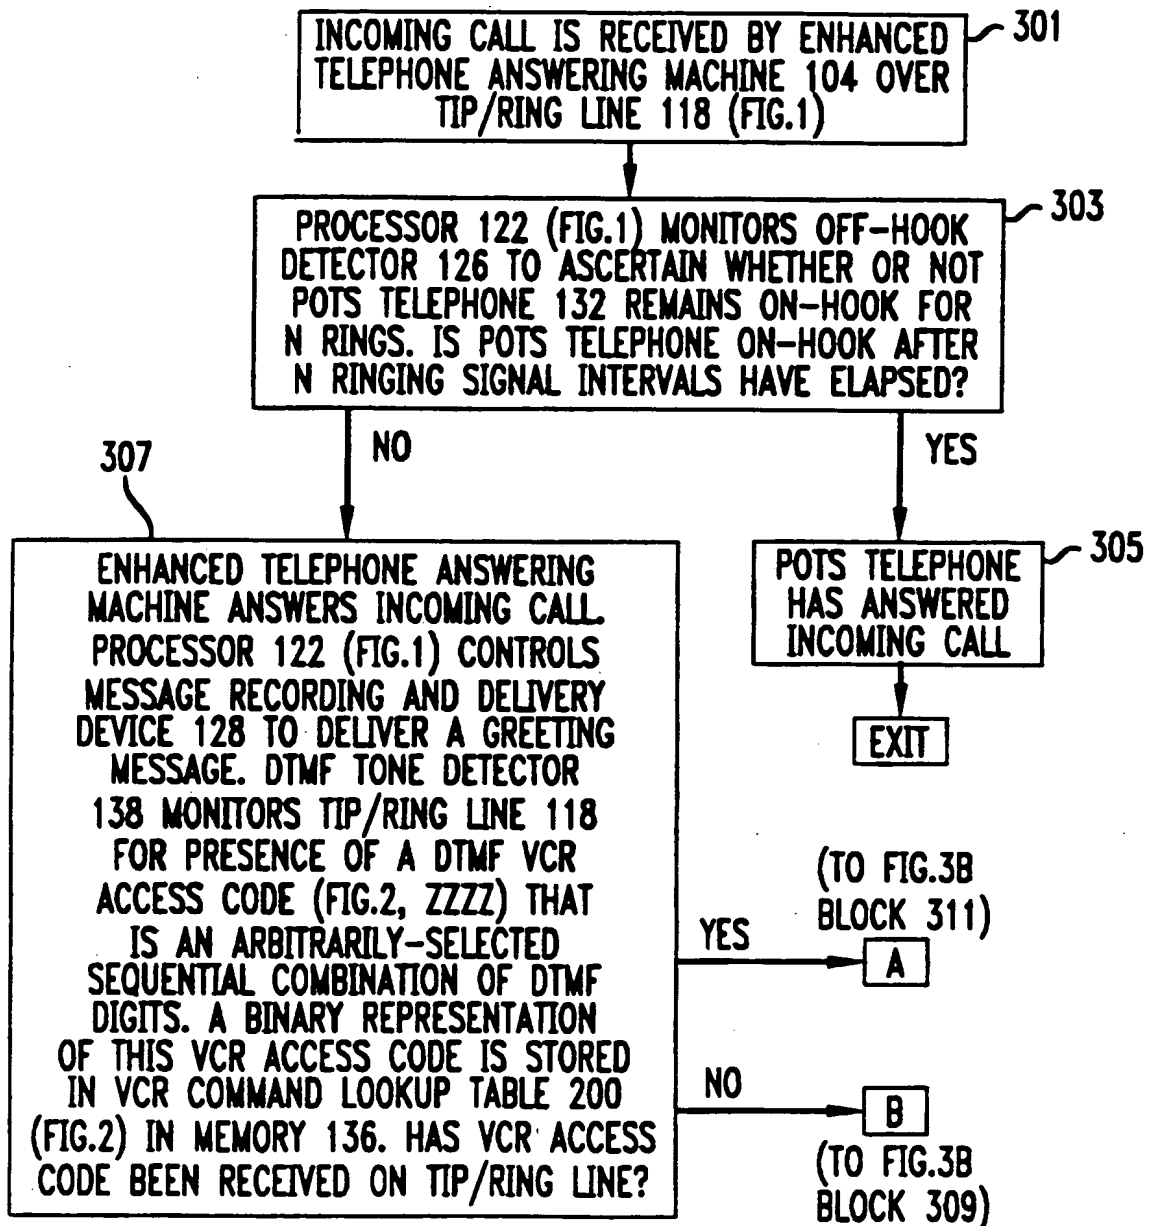 INCOMING CALL IS RECEIVED BY ENHANCED
TELEPHONE ANSWERING MACHINE 104 OVER
TIP/RING LINE 118 (FIG.1)
301
PROCESSOR 122 (FIG.1) MONITORS OFF-HOOK
DETECTOR 126 TO ASCERTAIN WHETHER OR NOT
POTS TELEPHONE 132 REMAINS ON-HOOK FOR
N RINGS. IS POTS TELEPHONE ON-HOOK AFTER
N RINGING SIGNAL INTERVALS HAVE ELAPSED?
303
NO
YES
307
ENHANCED TELEPHONE ANSWERING
MACHINE ANSWERS INCOMING CALL.
PROCESSOR 122 (FIG.1) CONTROLS
MESSAGE RECORDING AND DELIVERY
DEVICE 128 TO DELIVER A GREETING
MESSAGE. DTMF TONE DETECTOR
138 MONITORS TIP/RING LINE 118
FOR PRESENCE OF A DTMF VCR
ACCESS CODE (FIG.2, ZZZZ) THAT
IS AN ARBITRARILY-SELECTED
SEQUENTIAL COMBINATION OF DTMF
DIGITS. A BINARY REPRESENTATION
OF THIS VCR ACCESS CODE IS STORED
IN VCR COMMAND LOOKUP TABLE 200
(FIG.2) IN MEMORY 136. HAS VCR ACCESS
CODE BEEN RECEIVED ON TIP/RING LINE?
POTS TELEPHONE
HAS ANSWERED
INCOMING CALL
305
EXIT
YES
(TO FIG.3B
BLOCK 311)
A
NO
B
(TO FIG.3B
BLOCK 309)